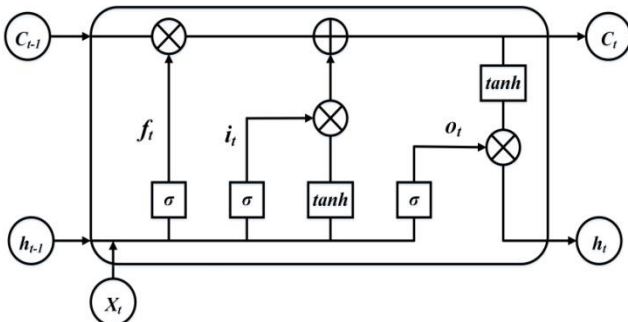 C_{t-1}
C_t
tanh
f_t
i_t
o_t
σ
σ
tanh
σ
h_{t-1}
h_t
X_t